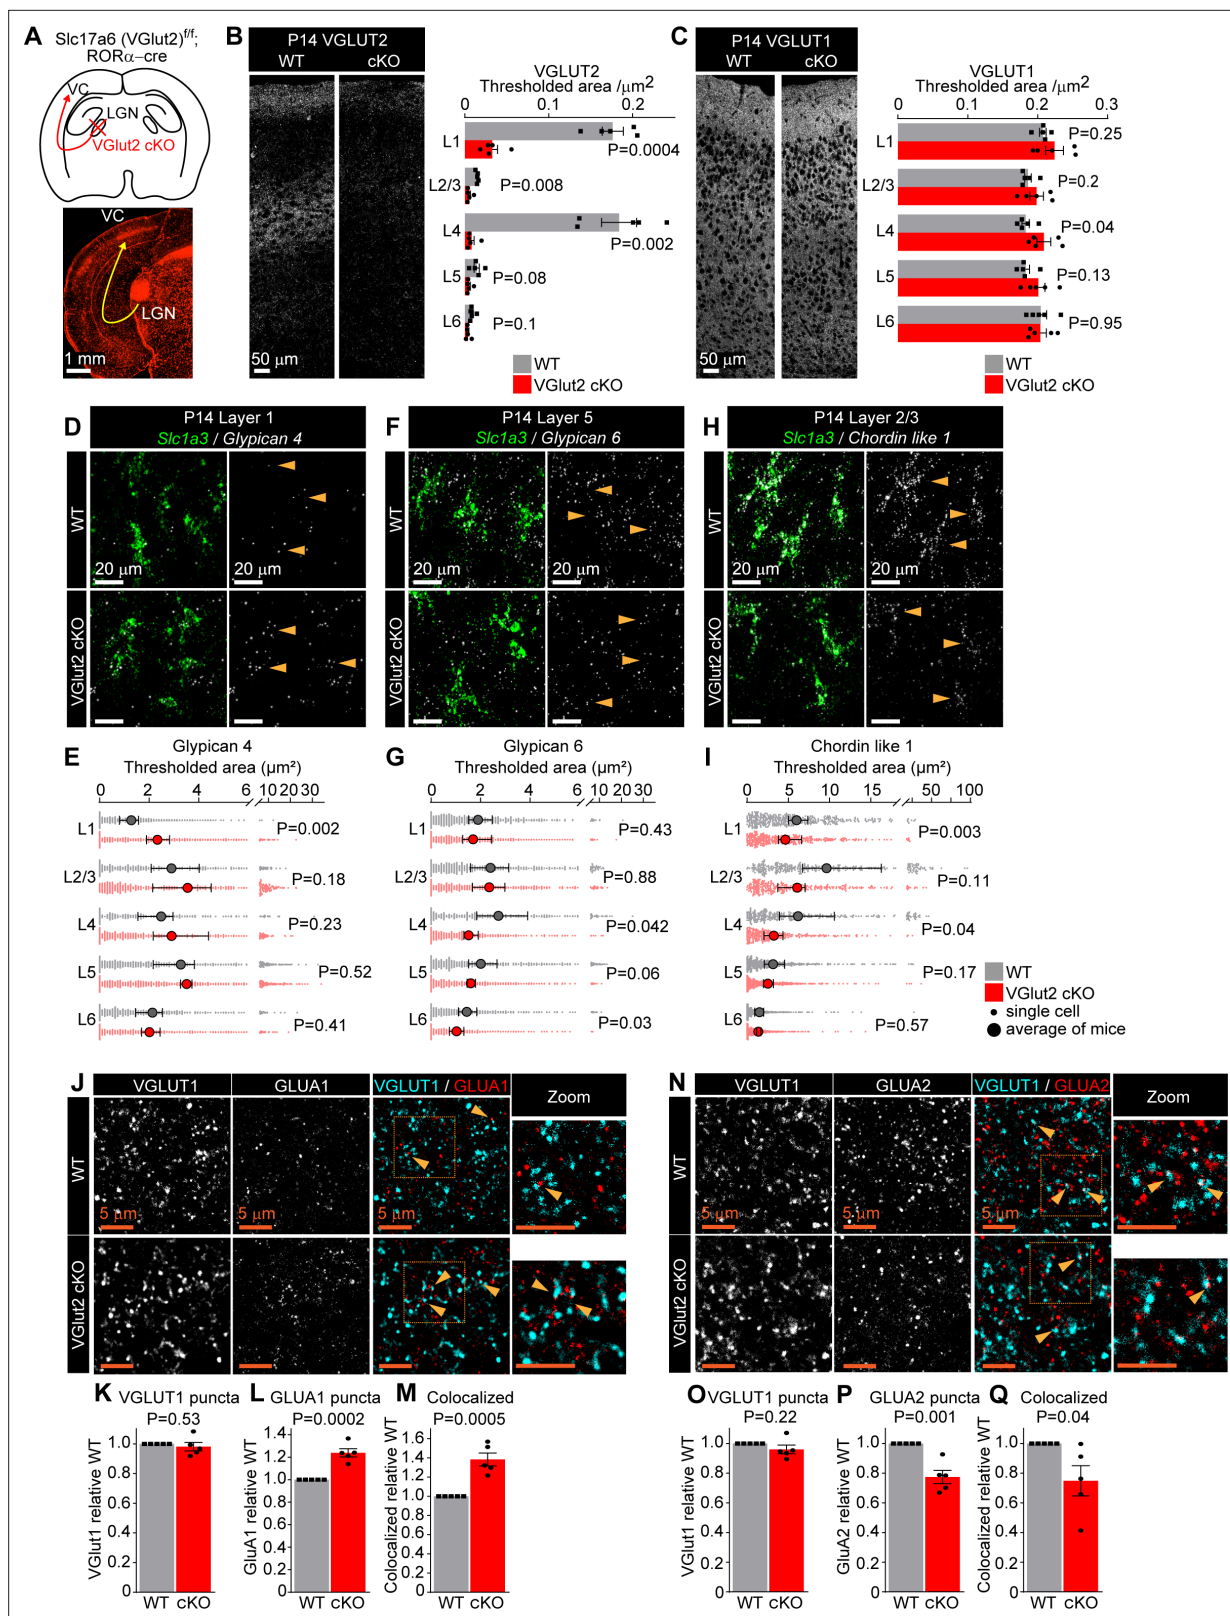 A
Slc17a6 (VGlut2)f/f;
RORα–cre
VC
LGN
VGlut2 cKO
VC
LGN
1 mm
B
P14 VGLUT2
WT cKO
50 μm
VGLUT2
Thresholded area /μm2
0 0.1 0.2
L1
P=0.0004
L2/3
P=0.008
L4
P=0.002
L5
P=0.08
L6
P=0.1
WT
VGlut2 cKO
C
P14 VGLUT1
WT cKO
50 μm
VGLUT1
Thresholded area /μm2
0 0.1 0.2 0.3
L1
P=0.25
L2/3
P=0.2
L4
P=0.04
L5
P=0.13
L6
P=0.95
WT
VGlut2 cKO
D
P14 Layer 1
Slc1a3 / Glypican 4
WT
20 μm 20 μm
VGlut2 cKO
F
P14 Layer 5
Slc1a3 / Glypican 6
20 μm 20 μm
H
P14 Layer 2/3
Slc1a3 / Chordin like 1
WT
20 μm 20 μm
VGlut2 cKO
E
Glypican 4
Thresholded area (μm²)
0 2 4 6 10 20 30
L1
P=0.002
L2/3
P=0.18
L4
P=0.23
L5
P=0.52
L6
P=0.41
G
Glypican 6
Thresholded area (μm²)
0 2 4 6 10 20 30
L1
P=0.43
L2/3
P=0.88
L4
P=0.042
L5
P=0.06
L6
P=0.03
I
Chordin like 1
Thresholded area (μm²)
0 5 10 15 50 100
L1
P=0.003
L2/3
P=0.11
L4
P=0.04
L5
P=0.17
L6
P=0.57
WT
VGlut2 cKO
single cell
average of mice
J
VGLUT1 GLUA1 VGLUT1 / GLUA1 Zoom
WT
5 μm 5 μm 5 μm
VGlut2 cKO
N
VGLUT1 GLUA2 VGLUT1 / GLUA2 Zoom
WT
5 μm 5 μm 5 μm
VGlut2 cKO
K
VGLUT1 puncta
P=0.53
VGlut1 relative WT
1.0
0.8
0.6
0.4
0.2
0
WT cKO
L
GLUA1 puncta
P=0.0002
GluA1 relative WT
1.4
1.2
1.0
0.8
0.6
0.4
0.2
0
WT cKO
M
Colocalized
P=0.0005
Colocalized relative WT
1.6
1.4
1.2
1.0
0.8
0.6
0.4
0.2
0
WT cKO
O
VGLUT1 puncta
P=0.22
VGlut1 relative WT
1.0
0.8
0.6
0.4
0.2
0
WT cKO
P
GLUA2 puncta
P=0.001
GluA2 relative WT
1.0
0.8
0.6
0.4
0.2
0
WT cKO
Q
Colocalized
P=0.04
Colocalized relative WT
1.0
0.8
0.6
0.4
0.2
0
WT cKO